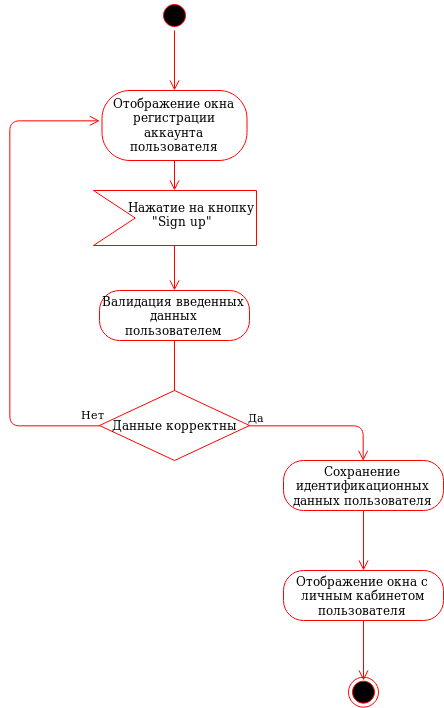 Отображение окна
регистрации
аккаунта
пользователя
Нажатие на кнопку
"Sign up"
Валидация введенных
данных
пользователем
Нет
Данные корректны
Да
Сохранение
идентификационных
данных пользователя
Отображение окна с
личным кабинетом
пользователя